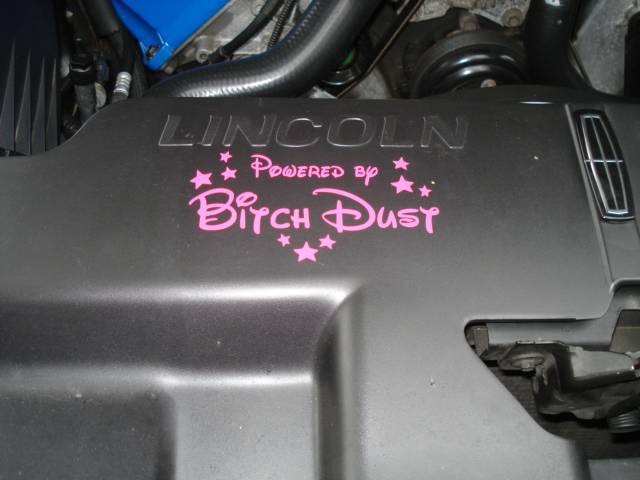 LINCOLN
Powered by
Bitch Dust